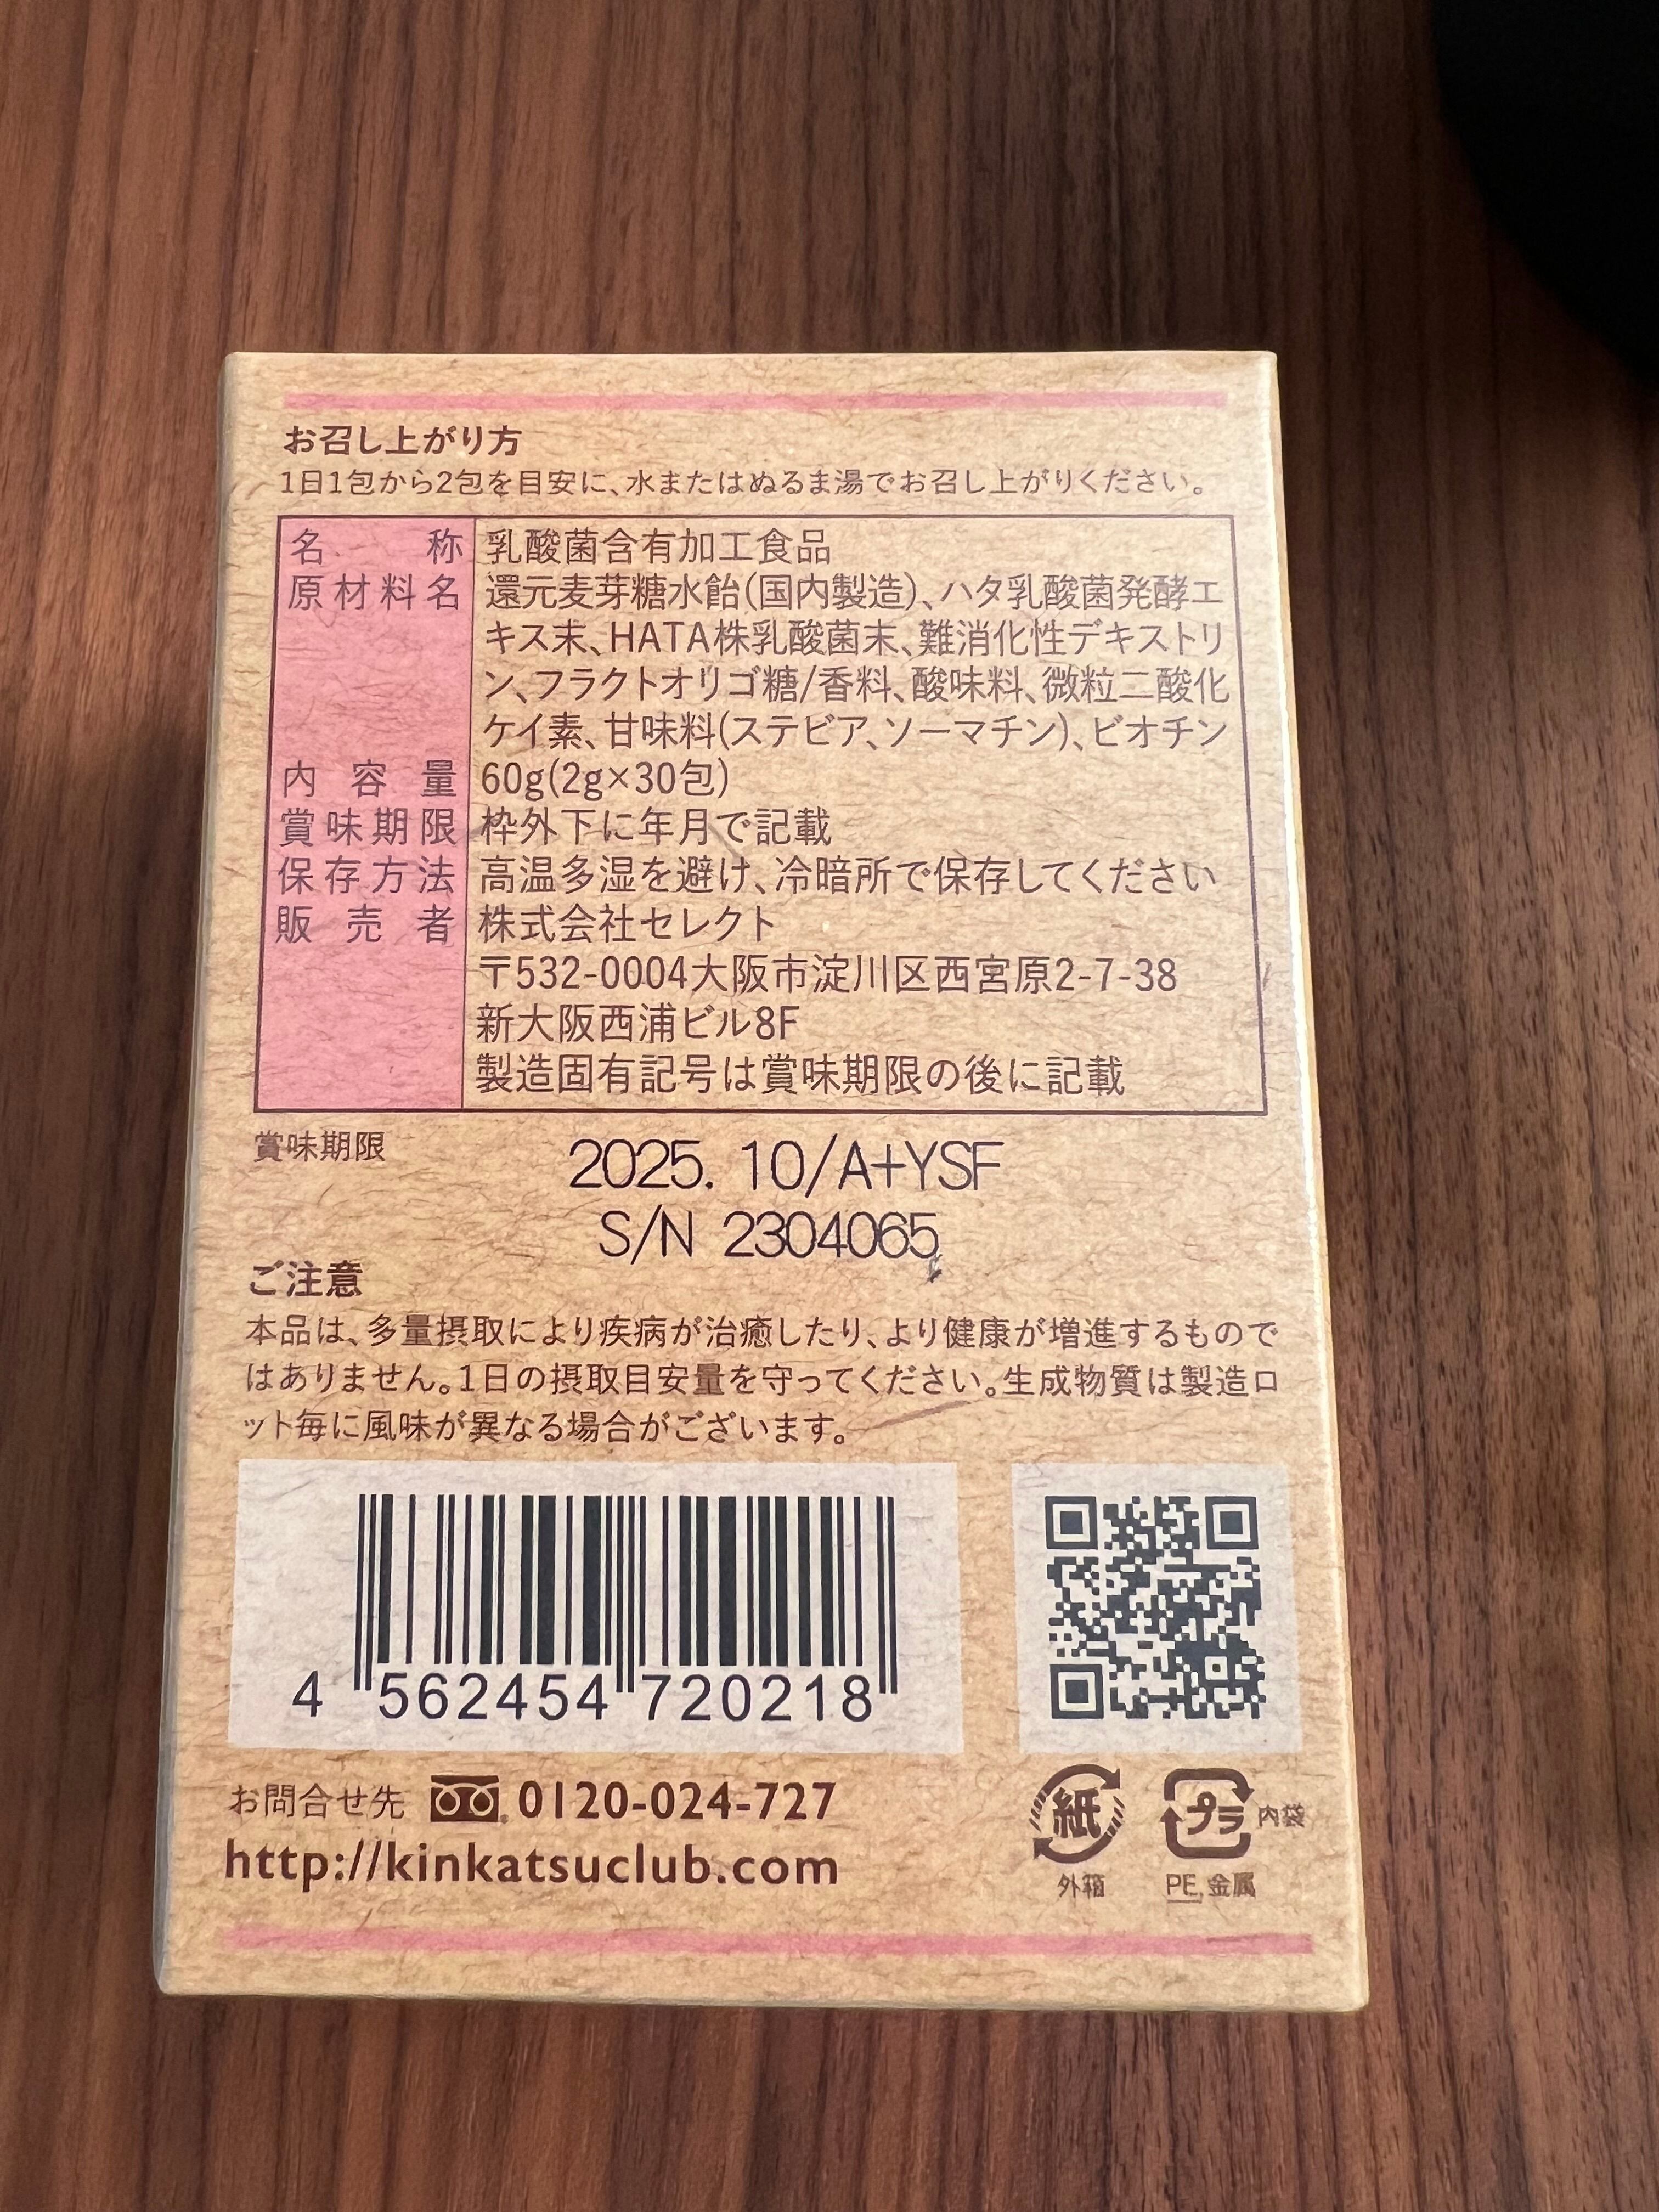 お召し上がり方
1日1包から2包を目安に、水またはぬるま湯でお召し上がりください。
名称 乳酸菌含有加工食品
原材料名 還元麦芽糖水飴(国内製造)、ハタ乳酸菌発酵エ
キス末、HATA株乳酸菌末、難消化性デキストリ
ン、フラクトオリゴ糖/香料、酸味料、微粒二酸化
ケイ素、甘味料(ステビア、ソーマチン)、ビオチン
内容量 60g(2g×30包)
賞味期限 枠外下に年月で記載
保存方法 高温多湿を避け、冷暗所で保存してください
販売者 株式会社セレクト
〒532-0004大阪市淀川区西宮原2-7-38
新大阪西浦ビル8F
製造固有記号は賞味期限の後に記載
賞味期限 2025. 10/A+YSF
S/N 2304065
ご注意
本品は、多量摂取により疾病が治癒したり、より健康が増進するもので
はありません。1日の摂取目安量を守ってください。生成物質は製造ロ
ット毎に風味が異なる場合がございます。
4 562454 720218
お問合せ先 0120-024-727
http://kinkatsuclub.com
紙 プラ 内袋
外箱 PE,金属